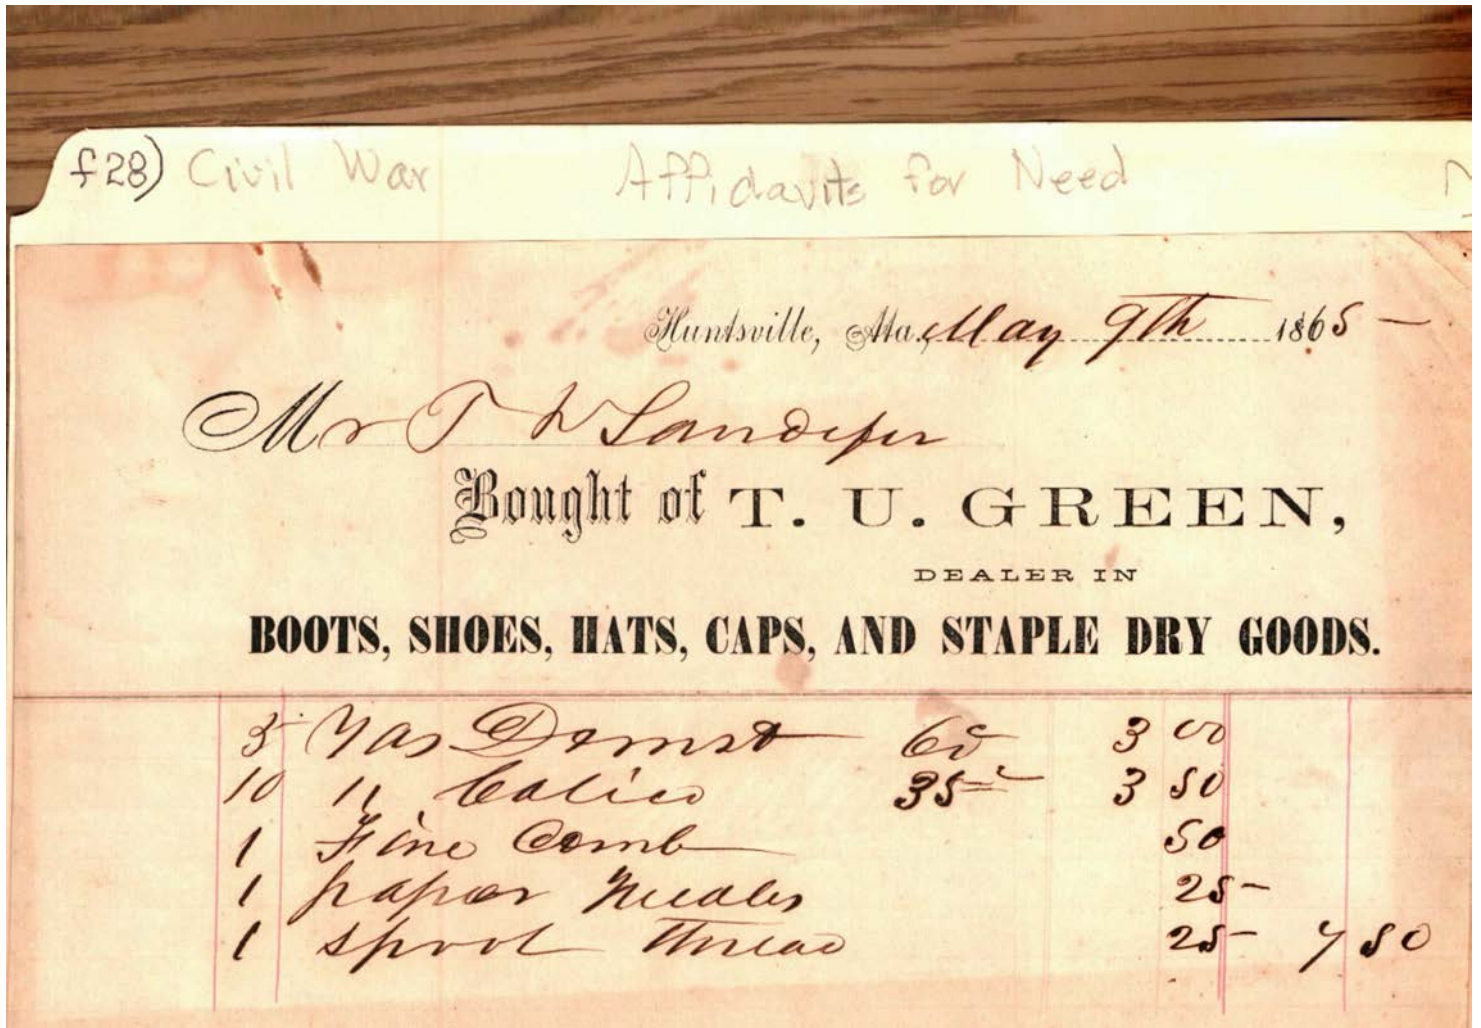 f28) Civil War Affidavits for Need
Huntsville, Ala., May 9th 1865
Mr T W Sandifer
Bought of T. U. GREEN,
DEALER IN
BOOTS, SHOES, HATS, CAPS, AND STAPLE DRY GOODS.
5 Yds Domst 60 3 00
10 " Calico 35 3 50
1 Fine Comb 50
1 paper Needles 25
1 Spool Thread 25 7 50